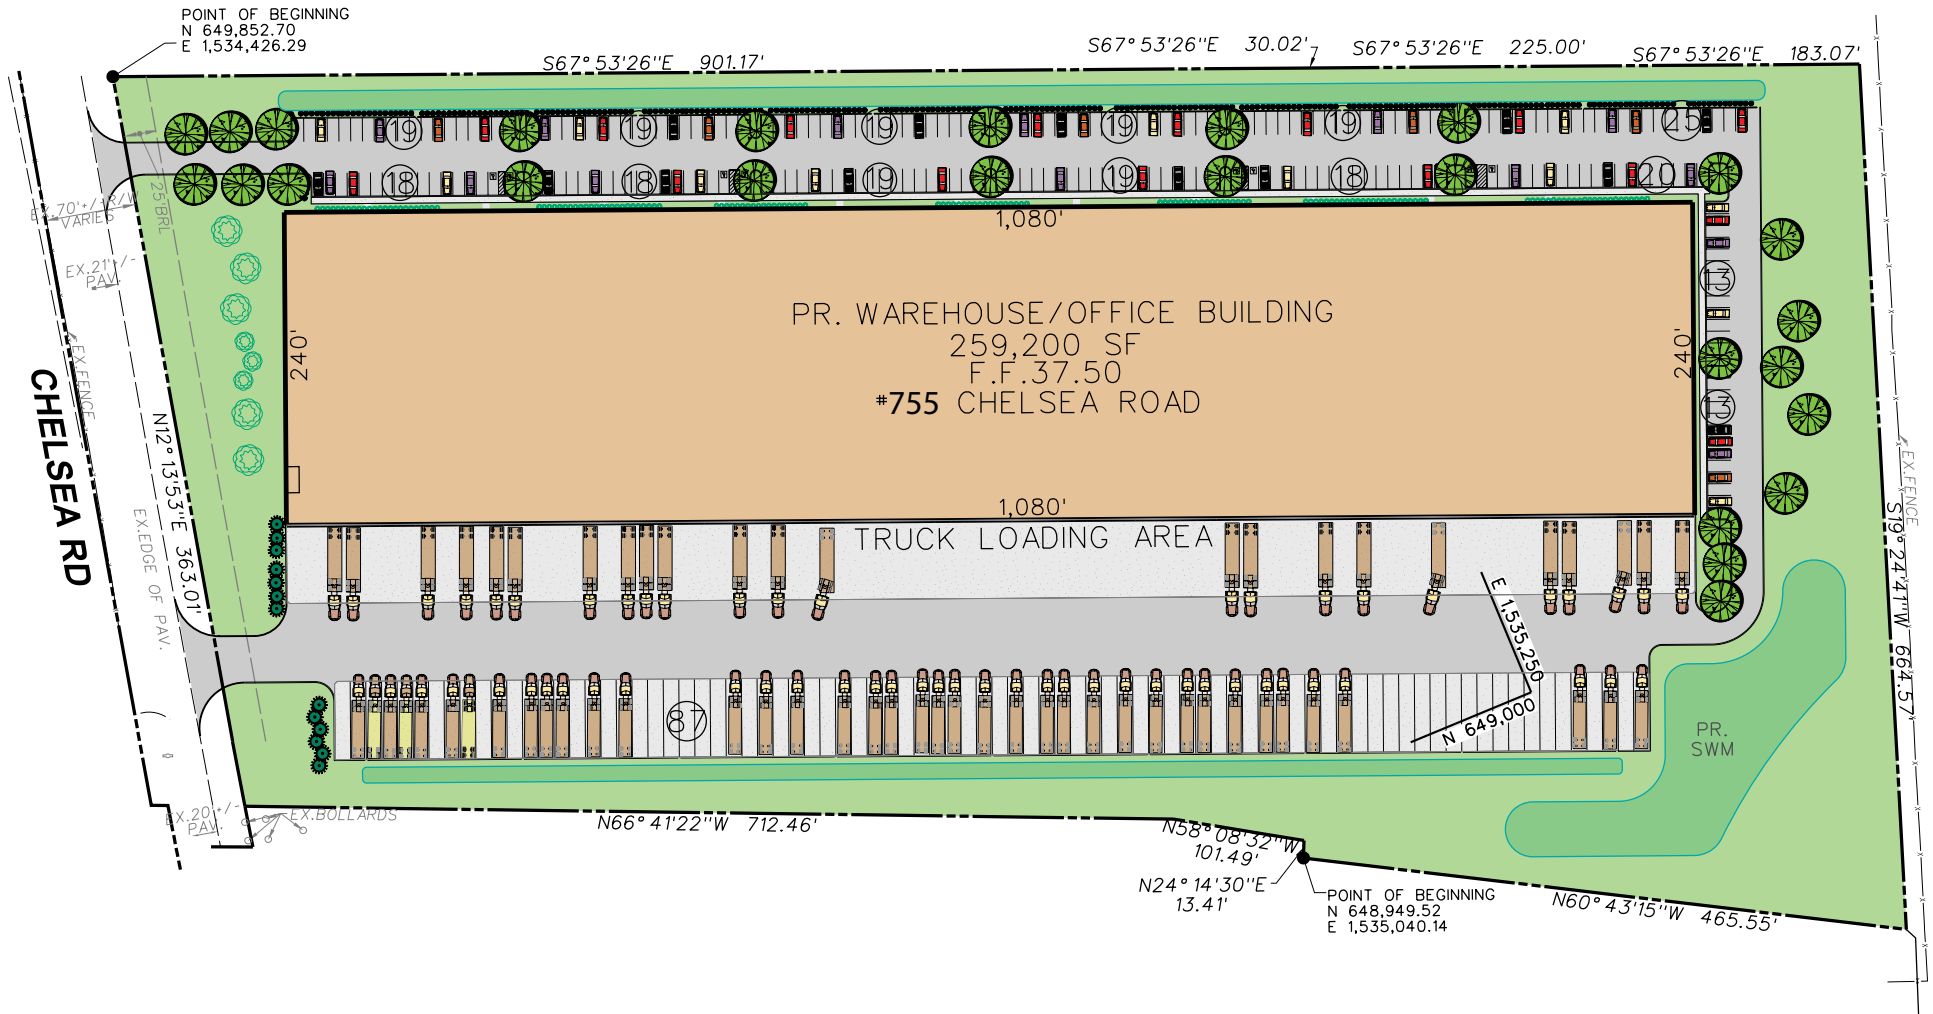 POINT OF BEGINNING
N 649,852.70
E 1,534,426.29
S67°53'26"E 901.17'
S67°53'26"E 30.02'
S67°53'26"E 225.00'
S67°53'26"E 183.07'
19
19
19
19
19
25
18
18
19
19
18
20
25'BRL
EX.70'+/-R/W
VARIES
EX.21'+/-
PAV.
EX.FENCE
CHELSEA RD
N12°13'53"E 363.01'
EX.EDGE OF PAV.
1,080'
240'
PR. WAREHOUSE/OFFICE BUILDING
259,200 SF
F.F.37.50
#755 CHELSEA ROAD
240'
1,080'
13
13
TRUCK LOADING AREA
EX.FENCE
S19°24'41"W 664.57'
E 1,535,250
N 649,000
87
PR.
SWM
EX.20'+/-
PAV.
EX.BOLLARDS
N66°41'22"W 712.46'
N58°08'32"W
101.49'
N24°14'30"E
13.41'
POINT OF BEGINNING
N 648,949.52
E 1,535,040.14
N60°43'15"W 465.55'